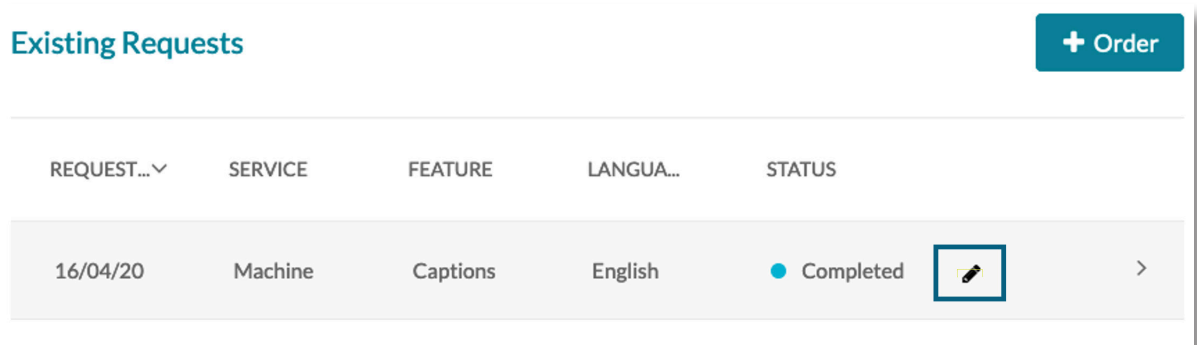 Existing Requests
+ Order
REQUEST... SERVICE FEATURE LANGUA... STATUS
16/04/20 Machine Captions English Completed